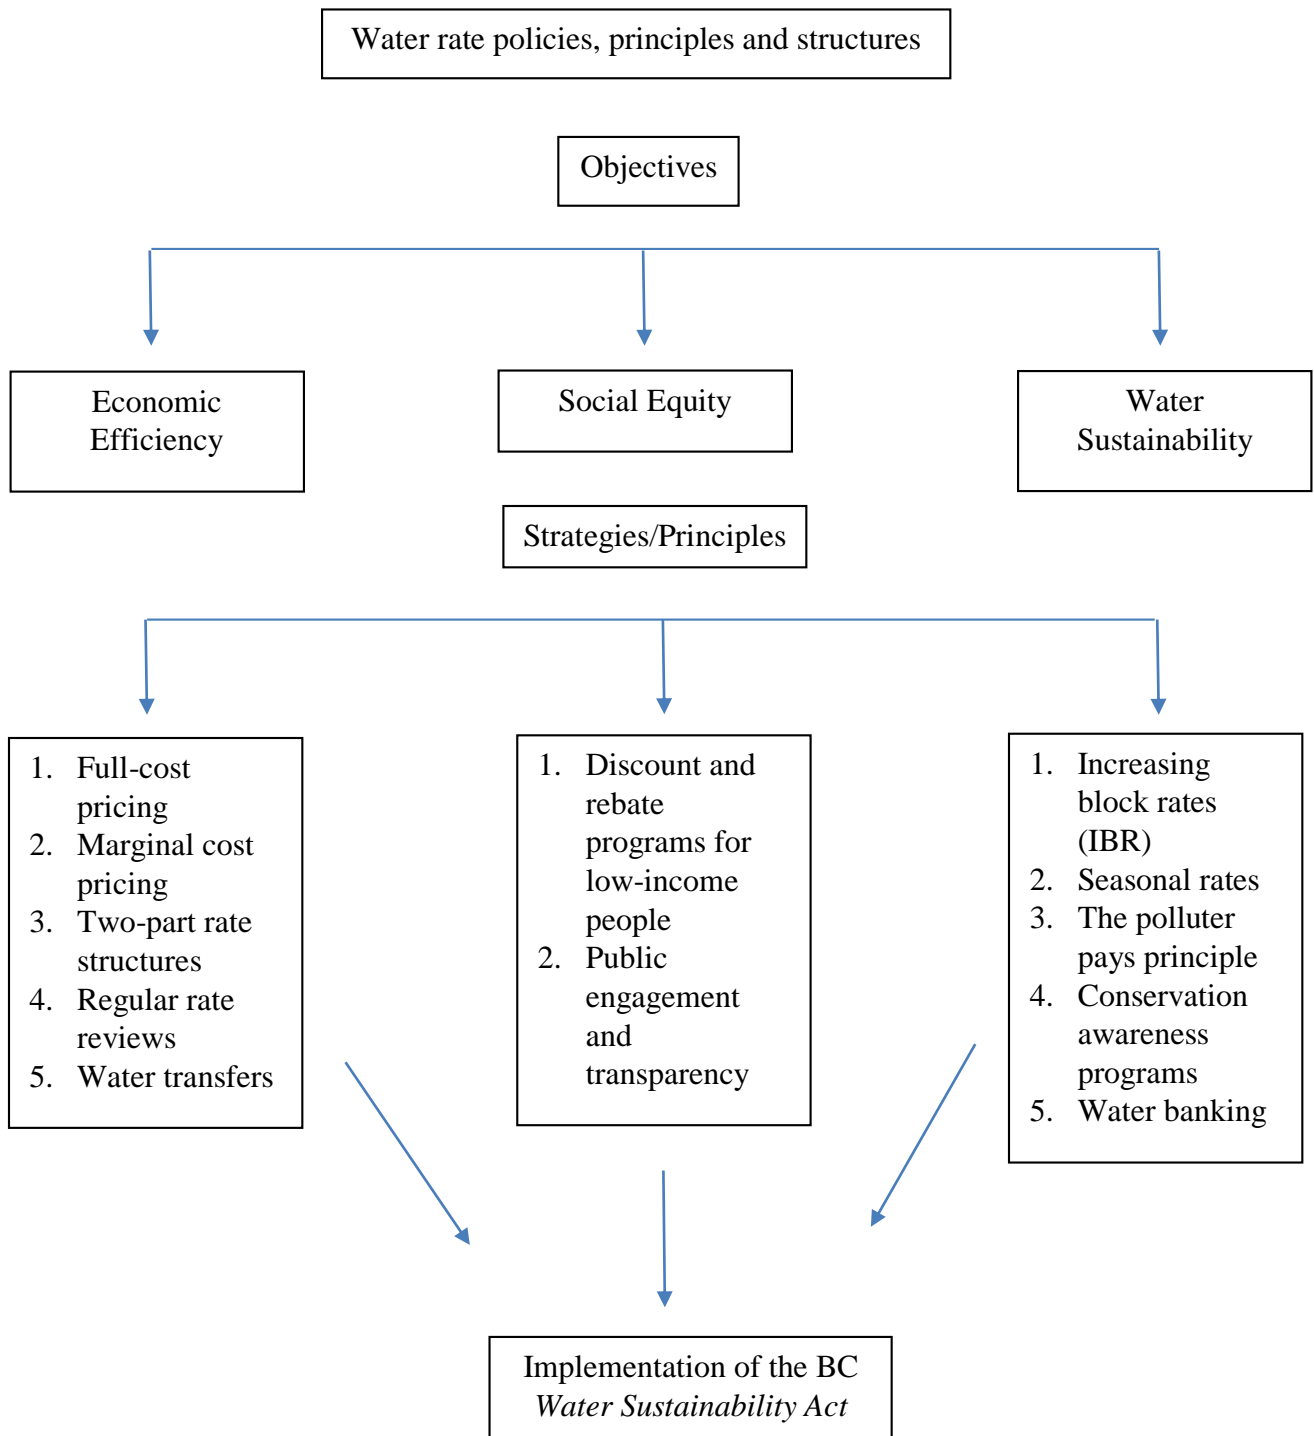 Water rate policies, principles and structures
Objectives
Economic
Efficiency
Social Equity
Water
Sustainability
Strategies/Principles
1. Full-cost
pricing
2. Marginal cost
pricing
3. Two-part rate
structures
4. Regular rate
reviews
5. Water transfers
1. Discount and
rebate
programs for
low-income
people
2. Public
engagement
and
transparency
1. Increasing
block rates
(IBR)
2. Seasonal rates
3. The polluter
pays principle
4. Conservation
awareness
programs
5. Water banking
Implementation of the BC
Water Sustainability Act